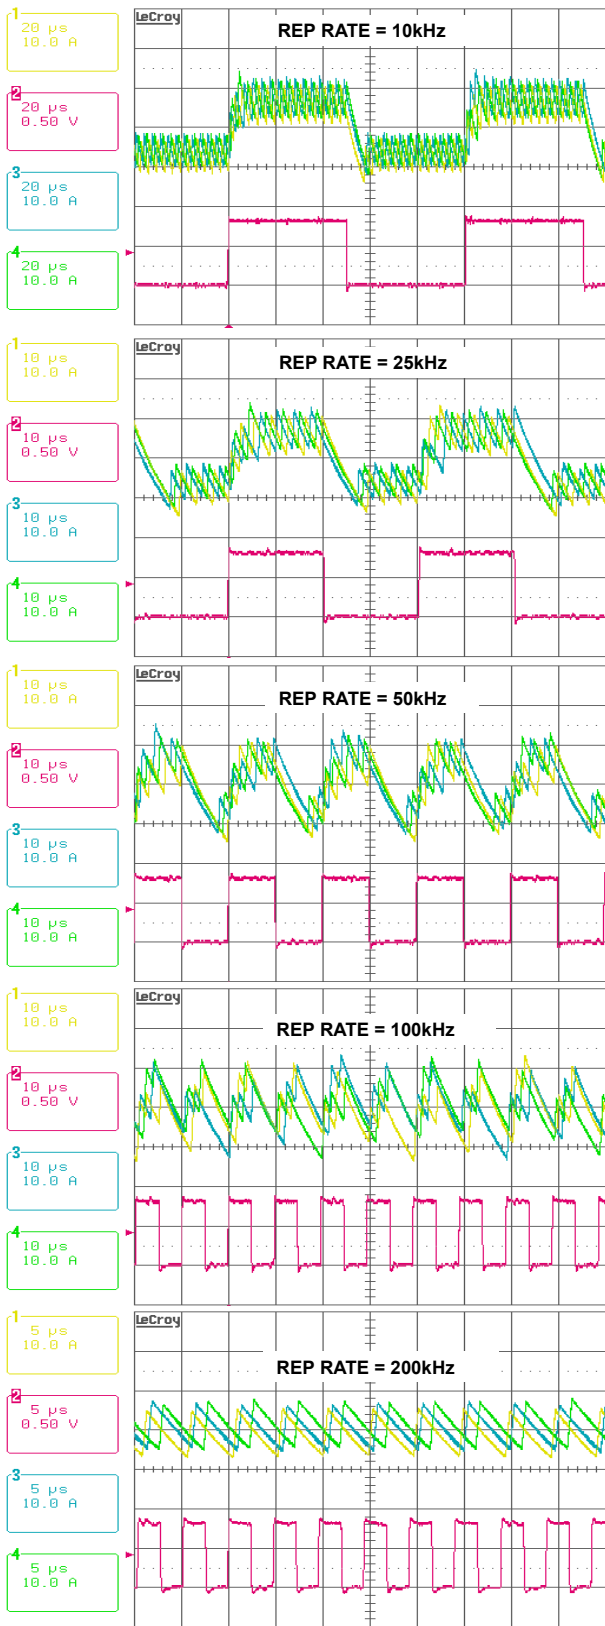 1
20 µs
10.0 A
2
20 µs
0.50 V
3
20 µs
10.0 A
4
20 µs
10.0 A
LeCroy
REP RATE = 10kHz
1
10 µs
10.0 A
2
10 µs
0.50 V
3
10 µs
10.0 A
4
10 µs
10.0 A
LeCroy
REP RATE = 25kHz
1
10 µs
10.0 A
2
10 µs
0.50 V
3
10 µs
10.0 A
4
10 µs
10.0 A
LeCroy
REP RATE = 50kHz
1
10 µs
10.0 A
2
10 µs
0.50 V
3
10 µs
10.0 A
4
10 µs
10.0 A
LeCroy
REP RATE = 100kHz
1
5 µs
10.0 A
2
5 µs
0.50 V
3
5 µs
10.0 A
4
5 µs
10.0 A
LeCroy
REP RATE = 200kHz